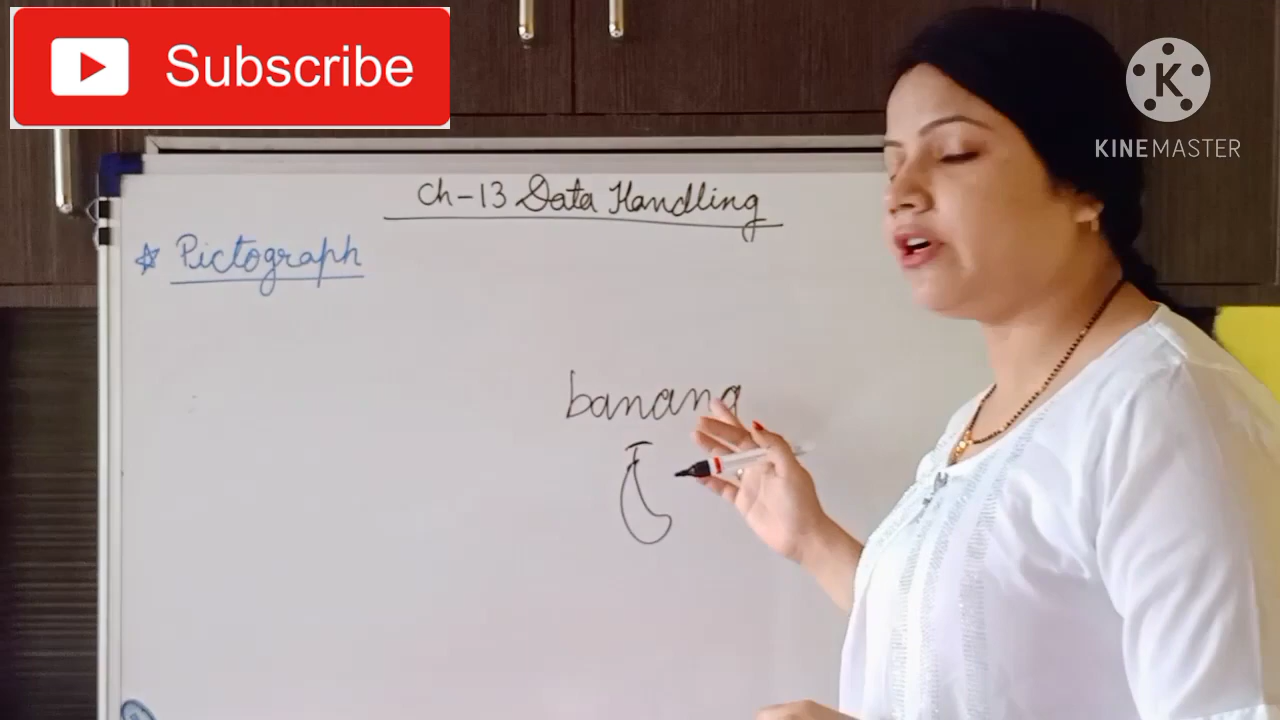 Subscribe
KINEMASTER
Ch-13 Data Handling
☆ Pictograph
banana